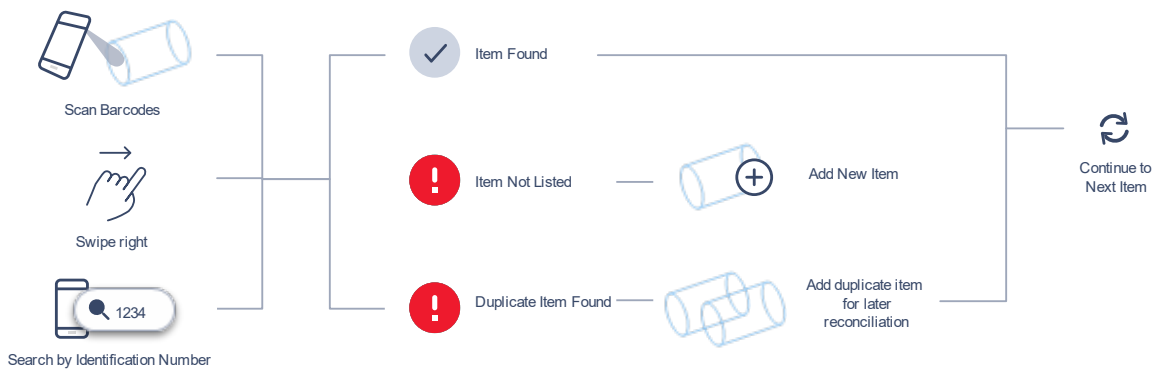 Scan Barcodes
Swipe right
1234
Search by Identification Number
Item Found
Item Not Listed
Duplicate Item Found
Add New Item
Add duplicate item
for later
reconciliation
Continue to
Next Item